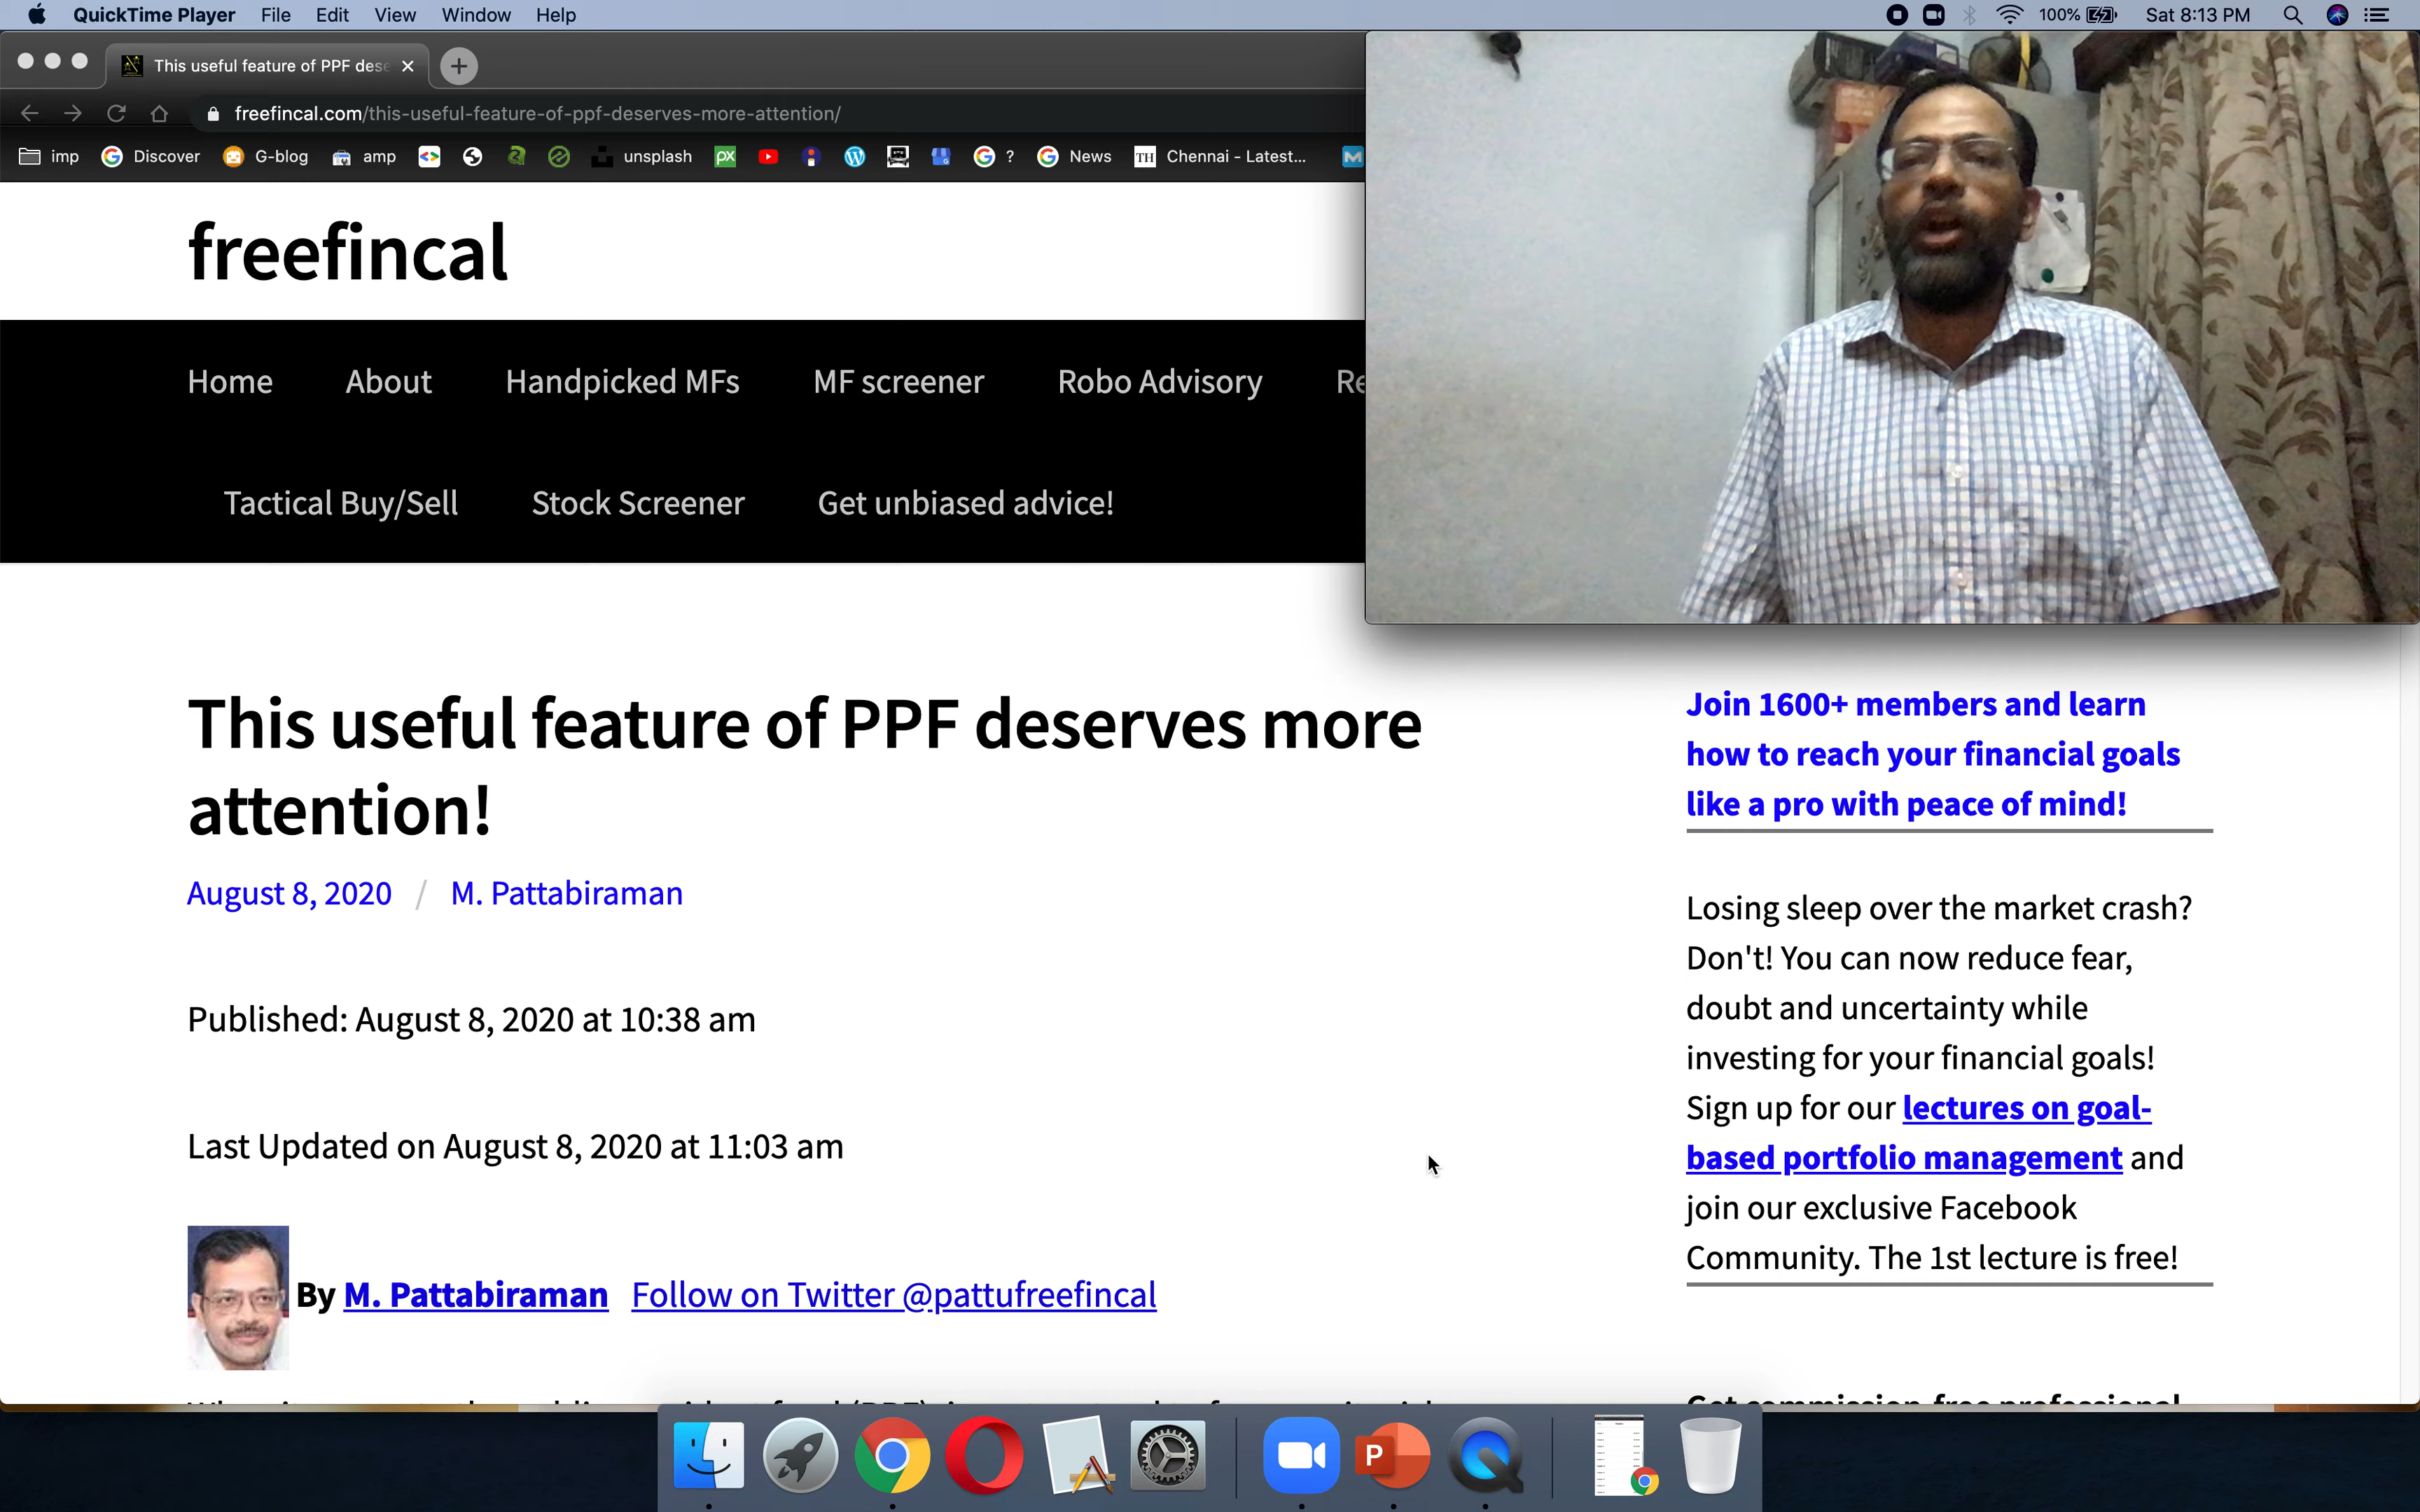 QuickTime Player File Edit View Window Help 100% Sat 8:13 PM
This useful feature of PPF des
freefincal.com/this-useful-feature-of-ppf-deserves-more-attention/
imp Discover G-blog amp unsplash px ? News TH Chennai - Latest...
freefincal
Home About Handpicked MFs MF screener Robo Advisory Re
Tactical Buy/Sell Stock Screener Get unbiased advice!
This useful feature of PPF deserves more
attention!
August 8, 2020 / M. Pattabiraman
Published: August 8, 2020 at 10:38 am
Last Updated on August 8, 2020 at 11:03 am
By M. Pattabiraman Follow on Twitter @pattufreefincal
Join 1600+ members and learn
how to reach your financial goals
like a pro with peace of mind!
Losing sleep over the market crash?
Don't! You can now reduce fear,
doubt and uncertainty while
investing for your financial goals!
Sign up for our lectures on goal-
based portfolio management and
join our exclusive Facebook
Community. The 1st lecture is free!
Get commission-free professional
P